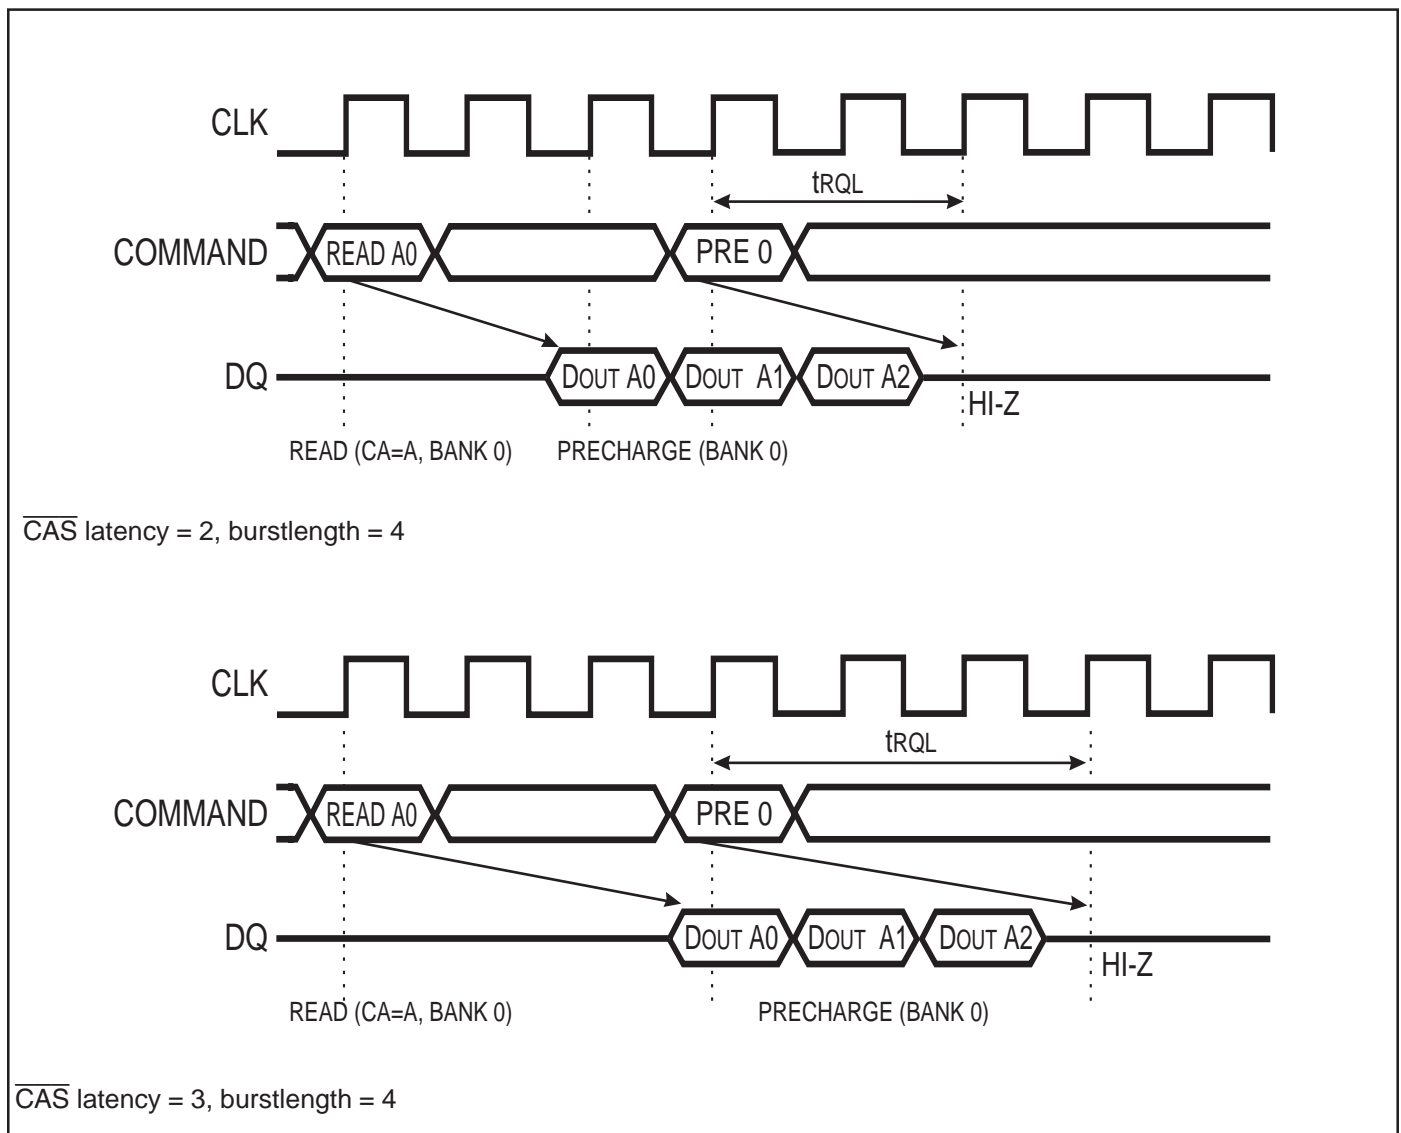 CLK
tRQL
COMMAND READ A0 PRE 0
DQ DOUT A0 DOUT A1 DOUT A2 HI-Z
READ (CA=A, BANK 0) PRECHARGE (BANK 0)
CAS latency = 2, burstlength = 4
CLK
tRQL
COMMAND READ A0 PRE 0
DQ DOUT A0 DOUT A1 DOUT A2 HI-Z
READ (CA=A, BANK 0) PRECHARGE (BANK 0)
CAS latency = 3, burstlength = 4